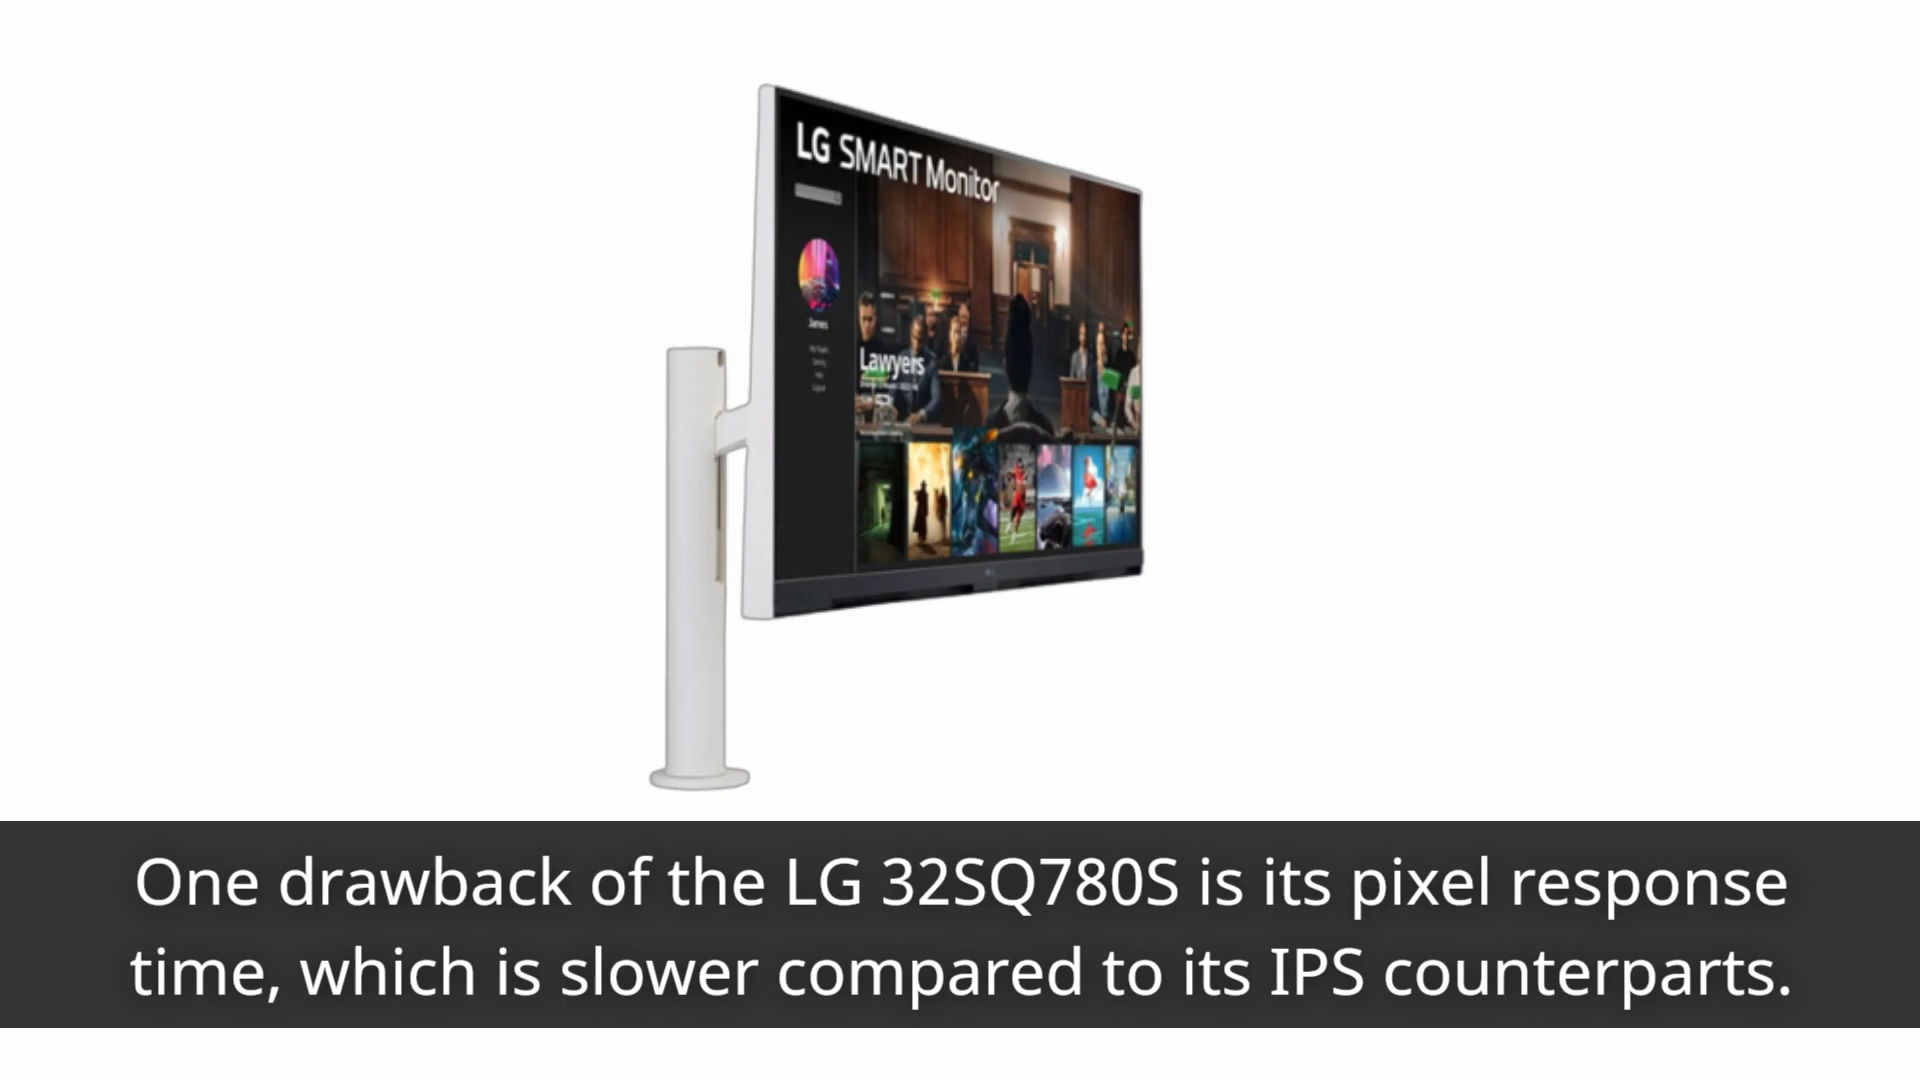 LG SMART Monitor
James
Lawyers
One drawback of the LG 32SQ780S is its pixel response
time, which is slower compared to its IPS counterparts.